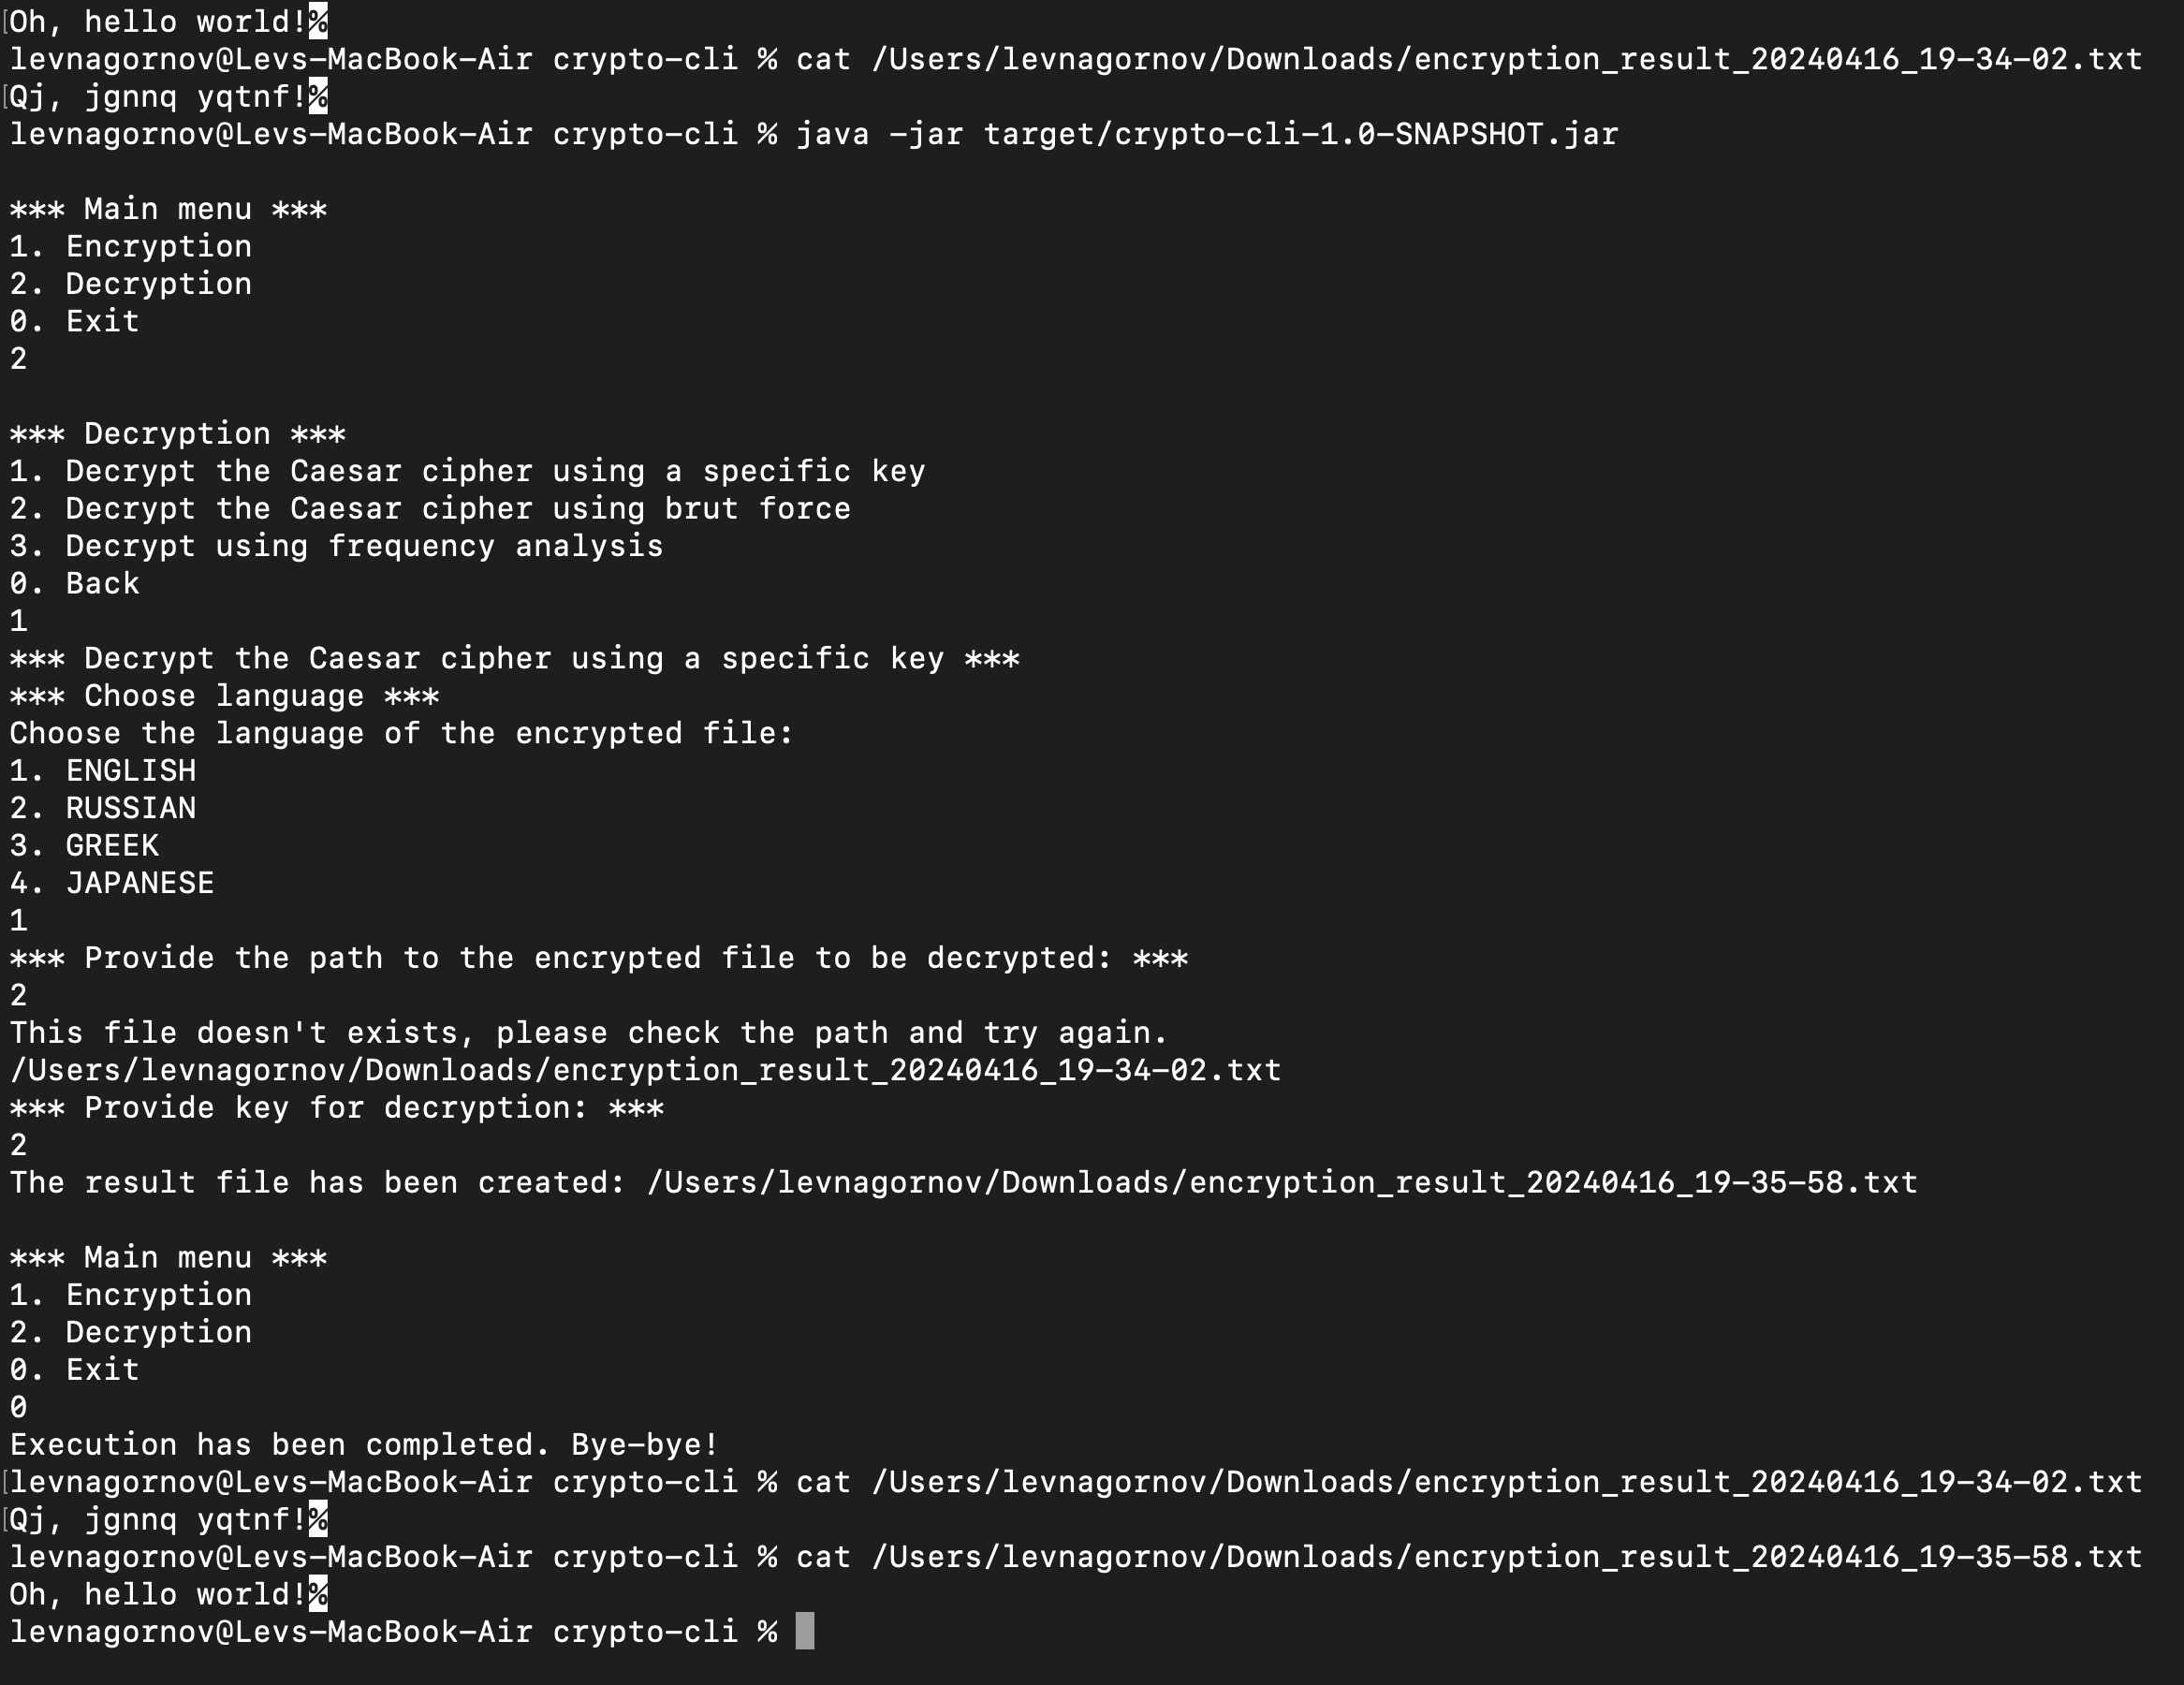 Oh, hello world!%
levnagornov@Levs-MacBook-Air crypto-cli % cat /Users/levnagornov/Downloads/encryption_result_20240416_19-34-02.txt
Qj, jgnnq yqtnf!%
levnagornov@Levs-MacBook-Air crypto-cli % java -jar target/crypto-cli-1.0-SNAPSHOT.jar
*** Main menu ***
1. Encryption
2. Decryption
0. Exit
2
*** Decryption ***
1. Decrypt the Caesar cipher using a specific key
2. Decrypt the Caesar cipher using brut force
3. Decrypt using frequency analysis
0. Back
1
*** Decrypt the Caesar cipher using a specific key ***
*** Choose language ***
Choose the language of the encrypted file:
1. ENGLISH
2. RUSSIAN
3. GREEK
4. JAPANESE
1
*** Provide the path to the encrypted file to be decrypted: ***
2
This file doesn't exists, please check the path and try again.
/Users/levnagornov/Downloads/encryption_result_20240416_19-34-02.txt
*** Provide key for decryption: ***
2
The result file has been created: /Users/levnagornov/Downloads/encryption_result_20240416_19-35-58.txt
*** Main menu ***
1. Encryption
2. Decryption
0. Exit
0
Execution has been completed. Bye-bye!
levnagornov@Levs-MacBook-Air crypto-cli % cat /Users/levnagornov/Downloads/encryption_result_20240416_19-34-02.txt
Qj, jgnnq yqtnf!%
levnagornov@Levs-MacBook-Air crypto-cli % cat /Users/levnagornov/Downloads/encryption_result_20240416_19-35-58.txt
Oh, hello world!%
levnagornov@Levs-MacBook-Air crypto-cli %